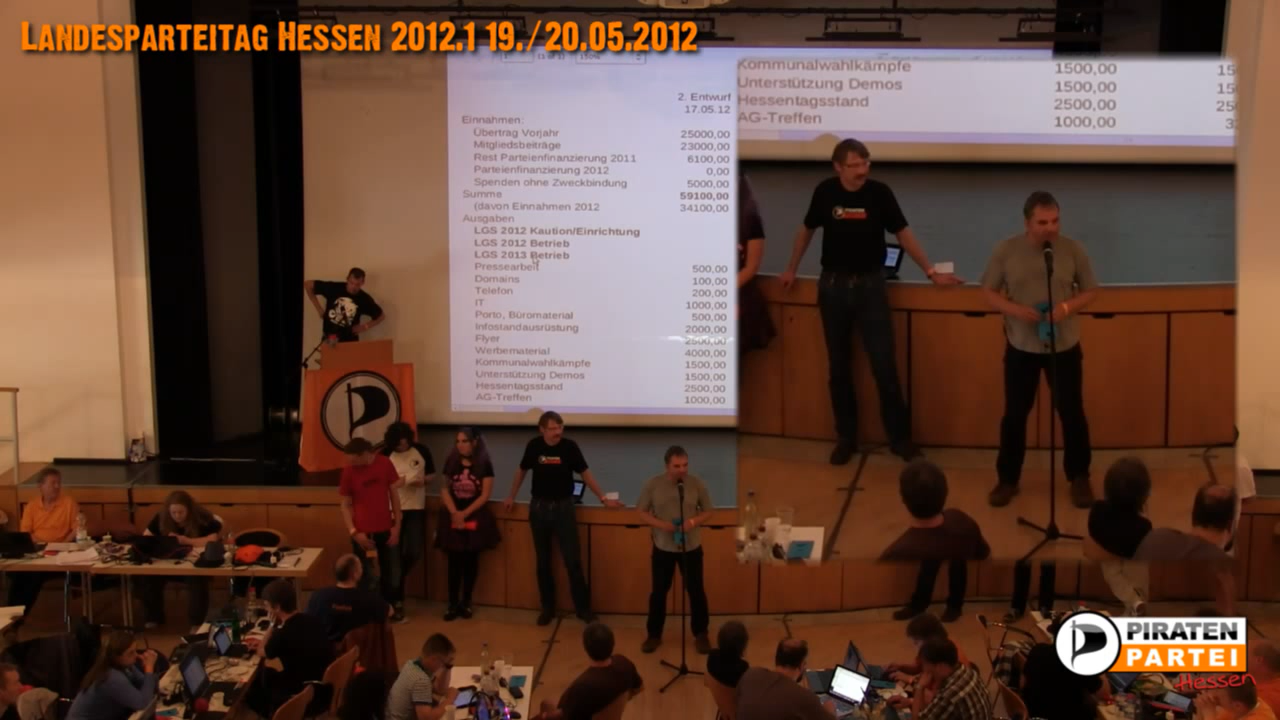 LANDESPARTEITAG HESSEN 2012.1 19./20.05.2012
2. Entwurf
17.05.12
Einnahmen:
Übertrag Vorjahr 25000,00
Mitgliedsbeiträge 23000,00
Rest Parteienfinanzierung 2011 6100,00
Parteienfinanzierung 2012 0,00
Spenden ohne Zweckbindung 5000,00
Summe 59100,00
(davon Einnahmen 2012 34100,00
Ausgaben
LGS 2012 Kaution/Einrichtung
LGS 2012 Betrieb
LGS 2013 Betrieb
Pressearbeit 500,00
Domains 100,00
Telefon 200,00
IT 1000,00
Porto, Büromaterial 500,00
Infostandausrüstung 2000,00
Flyer 2500,00
Werbematerial 4000,00
Kommunalwahlkämpfe 1500,00
Unterstützung Demos 1500,00
Hessentagsstand 2500,00
AG-Treffen 1000,00
Kommunalwahlkämpfe 1500,00 15
Unterstützung Demos 1500,00 15
Hessentagsstand 2500,00 25
AG-Treffen 1000,00
PIRATEN
PIRATEN
PARTEI
Hessen